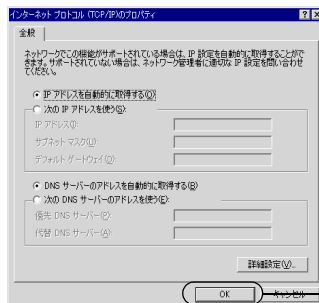 インターネット プロトコル (TCP/IP)のプロパティ
全般
ネットワークでこの機能がサポートされている場合は、IP 設定を自動的に取得することがで
きます。サポートされていない場合は、ネットワーク管理者に適切な IP 設定を問い合わせ
てください。
IP アドレスを自動的に取得する(O)
次の IP アドレスを使う(S):
IP アドレス(I):
サブネット マスク(U):
デフォルト ゲートウェイ(D):
DNS サーバーのアドレスを自動的に取得する(B)
次の DNS サーバーのアドレスを使う(E):
優先 DNS サーバー(P):
代替 DNS サーバー(A):
詳細設定(V)...
OK
キャンセル